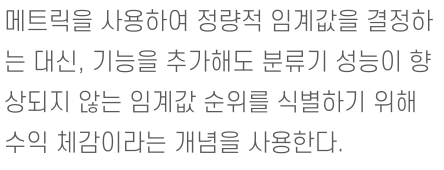 메트릭을 사용하여 정량적 임계값을 결정하
는 대신, 기능을 추가해도 분류기 성능이 향
상되지 않는 임계값 순위를 식별하기 위해
수익 체감이라는 개념을 사용한다.